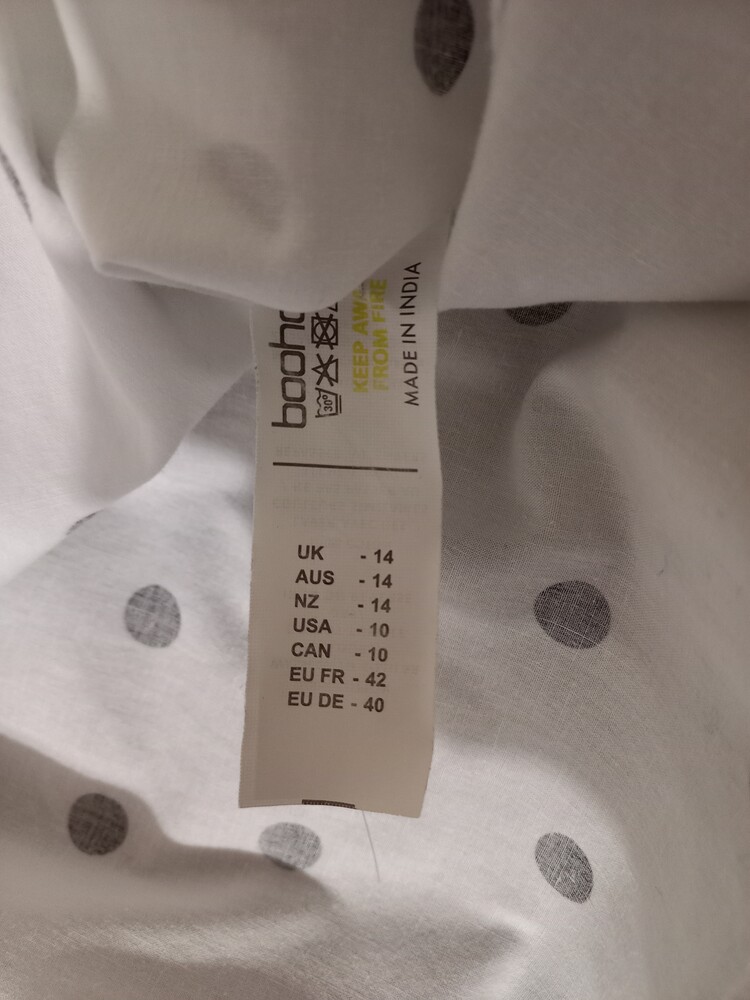 booho
30°
KEEP AWA
FROM FIRE
MADE IN INDIA
UK - 14
AUS - 14
NZ - 14
USA - 10
CAN - 10
EU FR - 42
EU DE - 40